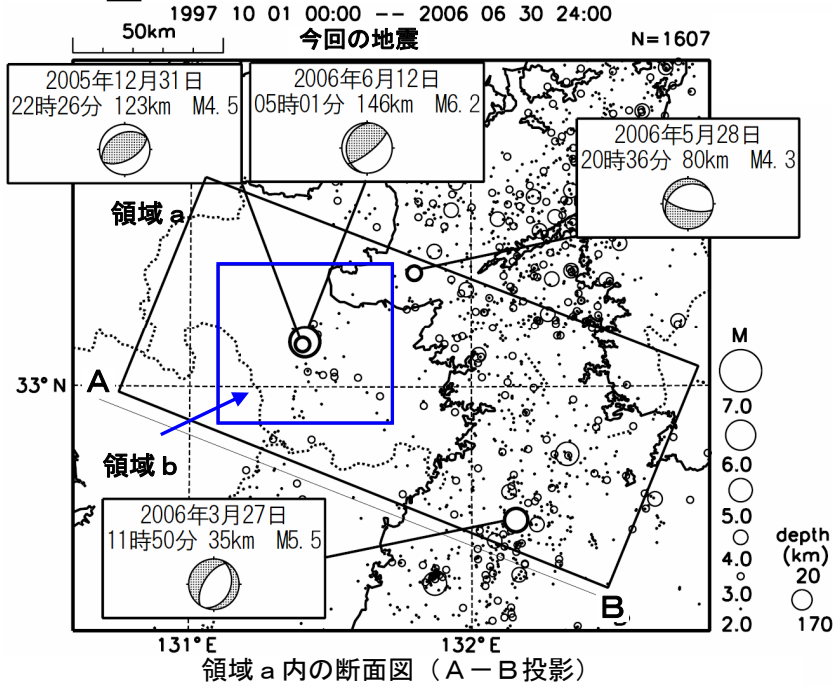 1997 10 01 00:00 -- 2006 06 30 24:00
50km
今回の地震
N=1607
2005年12月31日
22時26分 123km M4.5
2006年6月12日
05時01分 146km M6.2
2006年5月28日
20時36分 80km M4.3
領域a
33°N
A
領域b
2006年3月27日
11時50分 35km M5.5
B
M
7.0
6.0
5.0
4.0
3.0
2.0
depth
(km)
20
170
131°E
132°E
領域a内の断面図(A-B投影)